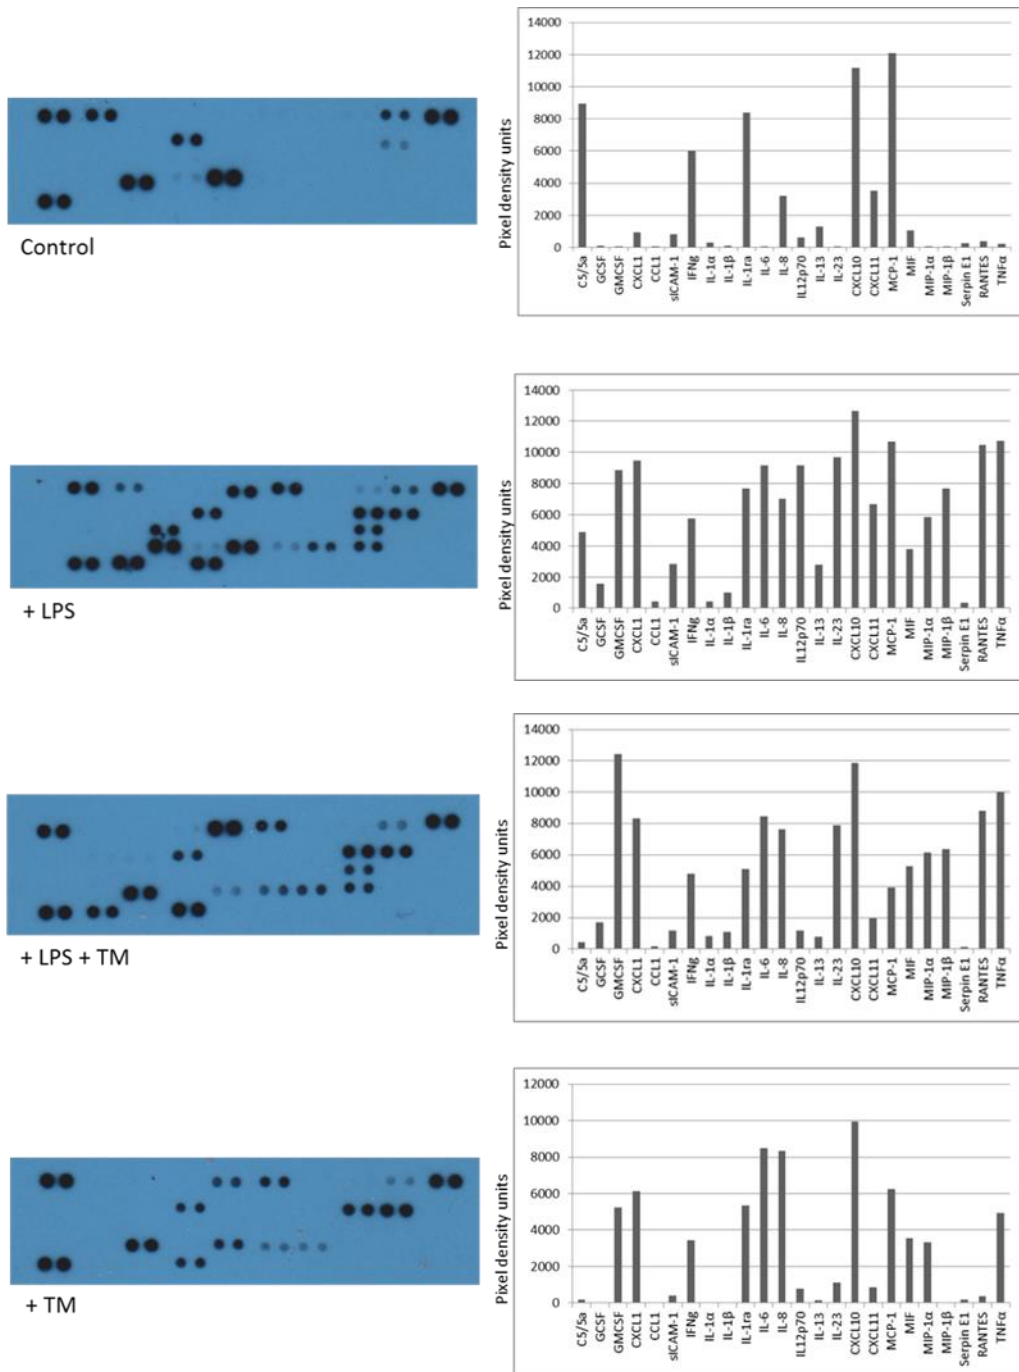 Control
Pixel density units
14000
12000
10000
8000
6000
4000
2000
0
C5/5a
GCSF
GMCSF
CXCL1
CCL1
sICAM-1
IFNg
IL-1α
IL-1β
IL-1ra
IL-6
IL-8
IL12p70
IL-13
IL-23
CXCL10
CXCL11
MCP-1
MIF
MIP-1α
MIP-1β
Serpin E1
RANTES
TNFα
+ LPS
Pixel density units
14000
12000
10000
8000
6000
4000
2000
0
C5/5a
GCSF
GMCSF
CXCL1
CCL1
sICAM-1
IFNg
IL-1α
IL-1β
IL-1ra
IL-6
IL-8
IL12p70
IL-13
IL-23
CXCL10
CXCL11
MCP-1
MIF
MIP-1α
MIP-1β
Serpin E1
RANTES
TNFα
+ LPS + TM
Pixel density units
14000
12000
10000
8000
6000
4000
2000
0
C5/5a
GCSF
GMCSF
CXCL1
CCL1
sICAM-1
IFNg
IL-1α
IL-1β
IL-1ra
IL-6
IL-8
IL12p70
IL-13
IL-23
CXCL10
CXCL11
MCP-1
MIF
MIP-1α
MIP-1β
Serpin E1
RANTES
TNFα
+ TM
Pixel density units
12000
10000
8000
6000
4000
2000
0
C5/5a
GCSF
GMCSF
CXCL1
CCL1
sICAM-1
IFNg
IL-1α
IL-1β
IL-1ra
IL-6
IL-8
IL12p70
IL-13
IL-23
CXCL10
CXCL11
MCP-1
MIF
MIP-1α
MIP-1β
Serpin E1
RANTES
TNFα